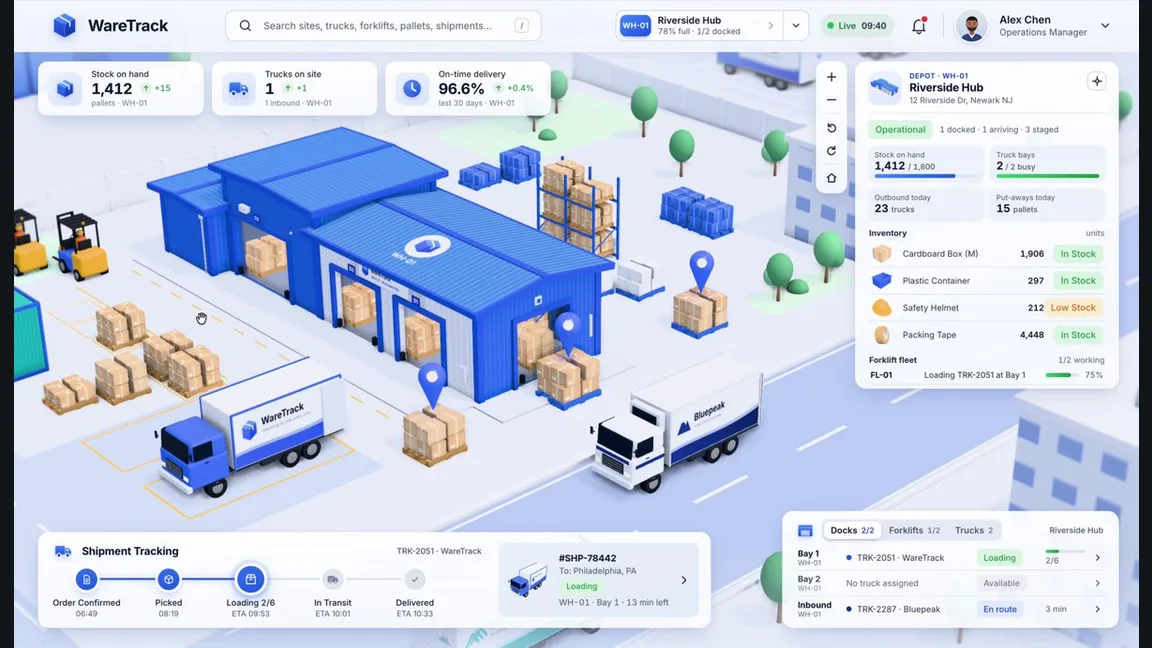 WareTrack
Search sites, trucks, forklifts, pallets, shipments...
/
WH-01
Riverside Hub
78% full · 1/2 docked
Live 09:40
Alex Chen
Operations Manager
Stock on hand
1,412 +15
pallets · WH-01
Trucks on site
1 +1
1 inbound · WH-01
On-time delivery
96.6% +0.4%
last 30 days · WH-01
DEPOT · WH-01
Riverside Hub
12 Riverside Dr, Newark NJ
Operational 1 docked · 1 arriving · 3 staged
Stock on hand
1,412 / 1,800
Truck bays
2 / 2 busy
Outbound today
23 trucks
Put-aways today
15 pallets
Inventory units
Cardboard Box (M) 1,906 In Stock
Plastic Container 297 In Stock
Safety Helmet 212 Low Stock
Packing Tape 4,448 In Stock
Forklift fleet 1/2 working
FL-01 Loading TRK-2051 at Bay 1 75%
WH-01
WareTrack
Bluepeak
Shipment Tracking
TRK-2051 · WareTrack
Order Confirmed
06:49
Picked
08:19
Loading 2/6
ETA 09:53
In Transit
ETA 10:01
Delivered
ETA 10:33
#SHP-78442
To: Philadelphia, PA
Loading
WH-01 · Bay 1 · 13 min left
Docks 2/2 Forklifts 1/2 Trucks 2
Riverside Hub
Bay 1
WH-01
TRK-2051 · WareTrack
Loading
2/6
Bay 2
WH-01
No truck assigned
Available
Inbound
WH-01
TRK-2287 · Bluepeak
En route
3 min